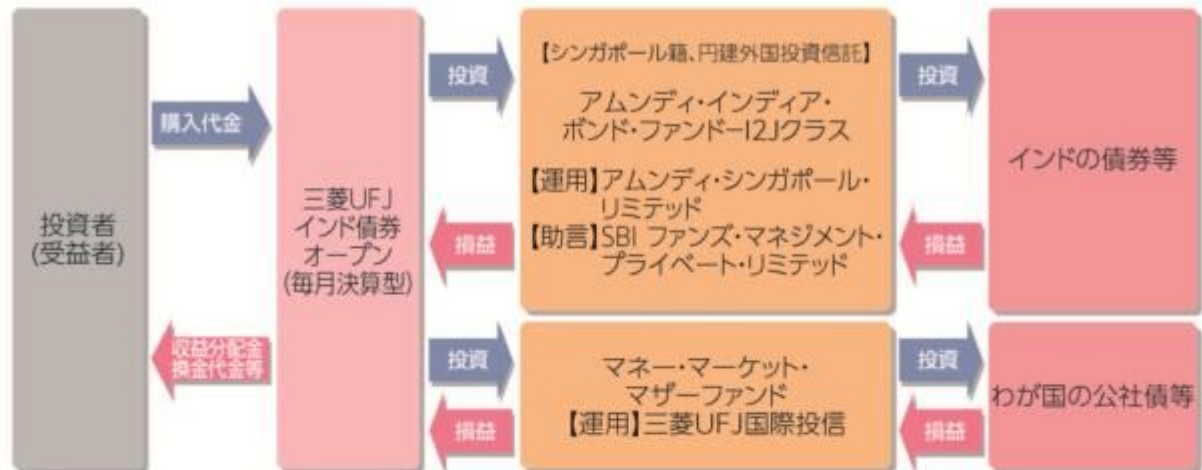 投資者
(受益者)
購入代金
収益分配金
換金代金等
三菱UFJ
インド債券
オープン
(毎月決算型)
投資
損益
【シンガポール籍、円建外国投資信託】
アムンディ・インディア・
ボンド・ファンドーI2Jクラス
【運用】アムンディ・シンガポール・
リミテッド
【助言】SBI ファンズ・マネジメント・
プライベート・リミテッド
投資
損益
インドの債券等
投資
損益
マネー・マーケット・
マザーファンド
【運用】三菱UFJ国際投信
投資
損益
わが国の公社債等